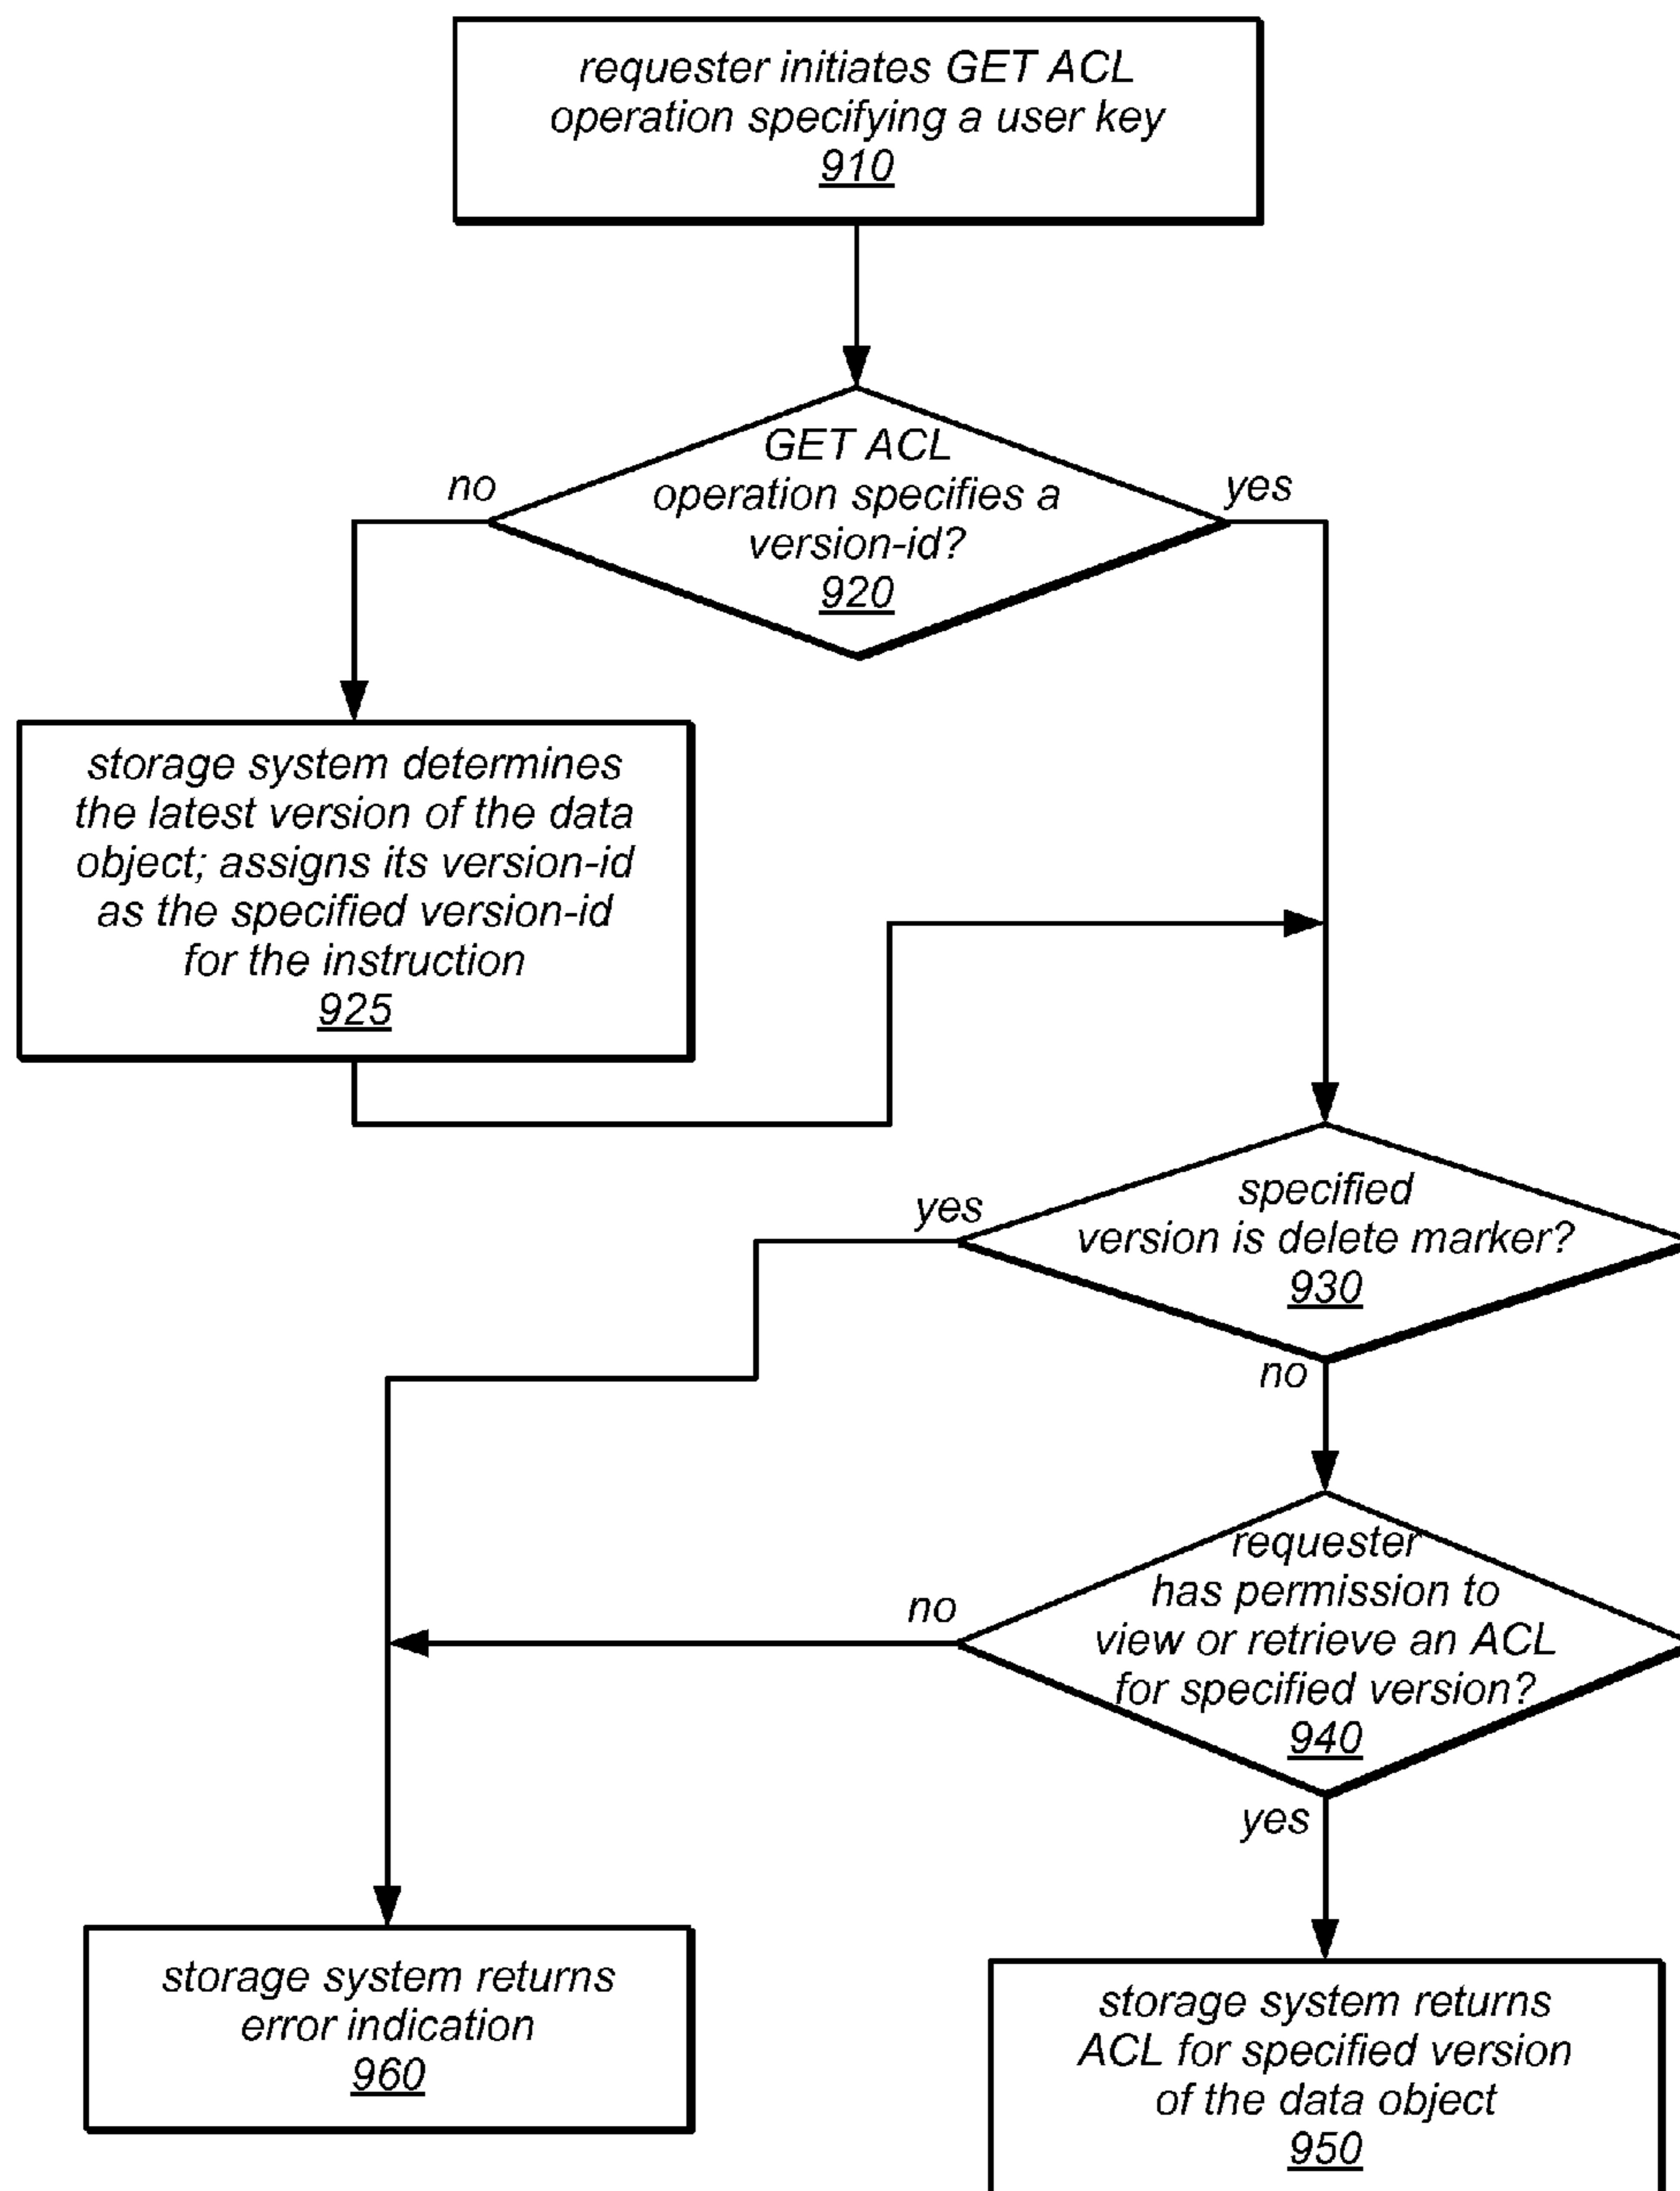 requester initiates GET ACL
operation specifying a user key
910
GET ACL
operation specifies a
version-id?
920
no
yes
storage system determines
the latest version of the data
object; assigns its version-id
as the specified version-id
for the instruction
925
specified
version is delete marker?
930
yes
no
requester
has permission to
view or retrieve an ACL
for specified version?
940
no
yes
storage system returns
error indication
960
storage system returns
ACL for specified version
of the data object
950